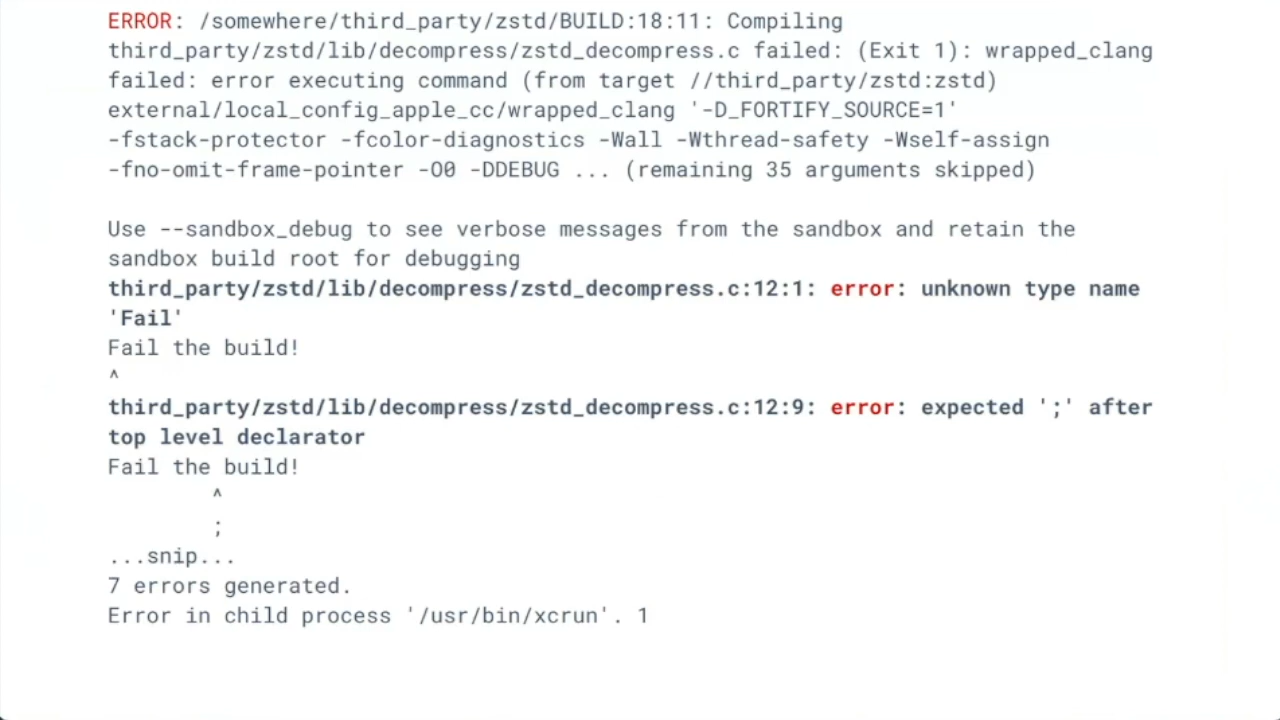 ERROR: /somewhere/third_party/zstd/BUILD:18:11: Compiling
third_party/zstd/lib/decompress/zstd_decompress.c failed: (Exit 1): wrapped_clang
failed: error executing command (from target //third_party/zstd:zstd)
external/local_config_apple_cc/wrapped_clang '-D_FORTIFY_SOURCE=1'
-fstack-protector -fcolor-diagnostics -Wall -Wthread-safety -Wself-assign
-fno-omit-frame-pointer -O0 -DDEBUG ... (remaining 35 arguments skipped)

Use --sandbox_debug to see verbose messages from the sandbox and retain the
sandbox build root for debugging
third_party/zstd/lib/decompress/zstd_decompress.c:12:1: error: unknown type name
'Fail'
Fail the build!
^
third_party/zstd/lib/decompress/zstd_decompress.c:12:9: error: expected ';' after
top level declarator
Fail the build!
        ^
        ;
...snip...
7 errors generated.
Error in child process '/usr/bin/xcrun'. 1